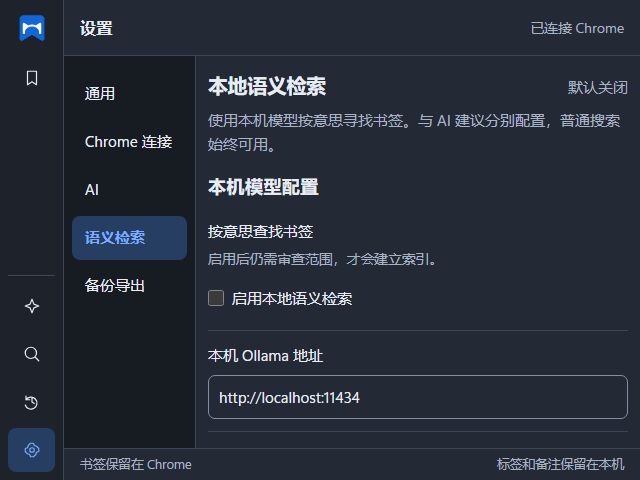 设置
已连接 Chrome
通用
Chrome 连接
AI
语义检索
备份导出
本地语义检索
默认关闭
使用本机模型按意思寻找书签。与 AI 建议分别配置，普通搜索
始终可用。
本机模型配置
按意思查找书签
启用后仍需审查范围，才会建立索引。
启用本地语义检索
本机 Ollama 地址
http://localhost:11434
书签保留在 Chrome
标签和备注保留在本机